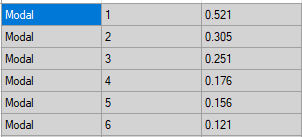 Modal 1 0.521
Modal 2 0.305
Modal 3 0.251
Modal 4 0.176
Modal 5 0.156
Modal 6 0.121